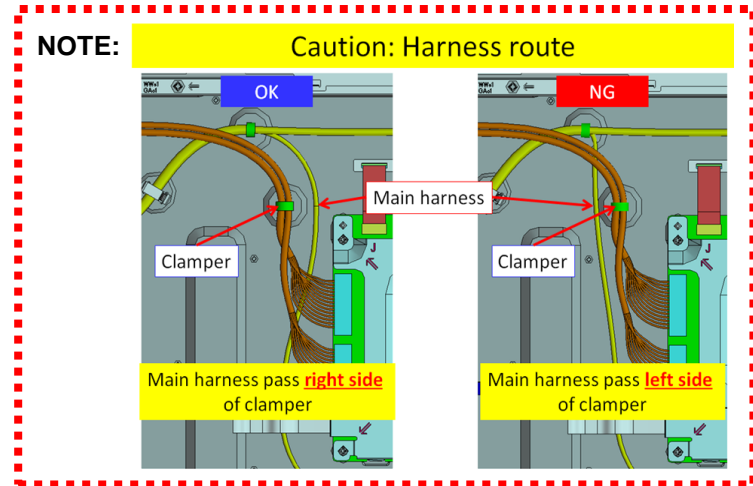 NOTE:
Caution: Harness route
OK
NG
Main harness
Clamper
Clamper
J
J
Main harness pass right side
of clamper
Main harness pass left side
of clamper